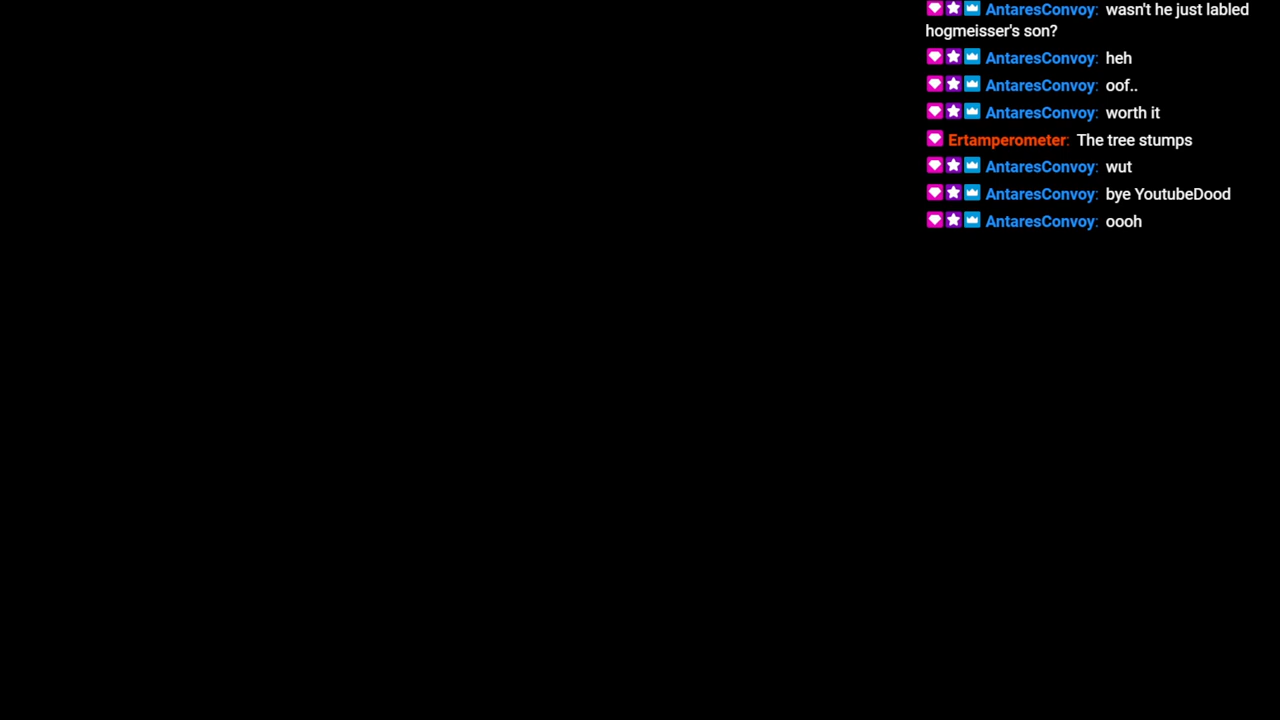 AntaresConvoy: wasn't he just labled
hogmeisser's son?
AntaresConvoy: heh
AntaresConvoy: oof..
AntaresConvoy: worth it
Ertamperometer: The tree stumps
AntaresConvoy: wut
AntaresConvoy: bye YoutubeDood
AntaresConvoy: oooh